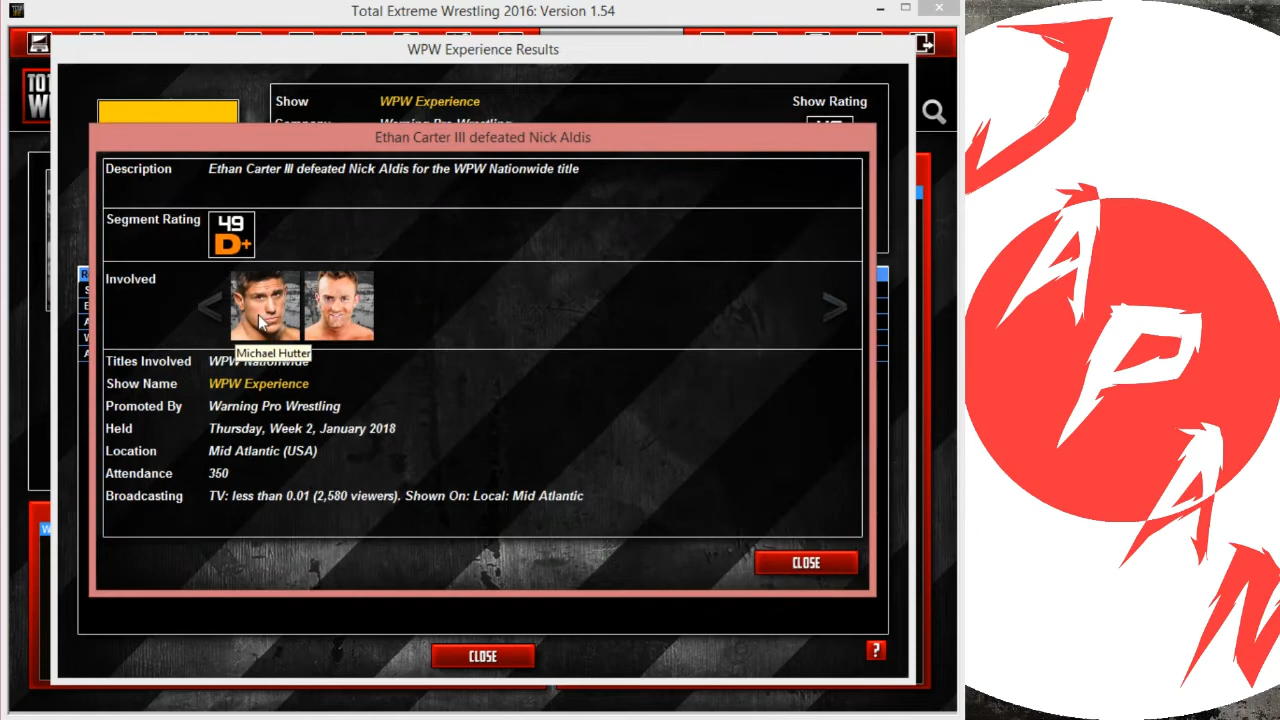 Total Extreme Wrestling 2016: Version 1.54
WPW Experience Results
Show WPW Experience Show Rating
Ethan Carter III defeated Nick Aldis
Description Ethan Carter III defeated Nick Aldis for the WPW Nationwide title
Segment Rating 49
D+
Involved < >
Michael Hutter
Titles Involved WPW Nationwide
Show Name WPW Experience
Promoted By Warning Pro Wrestling
Held Thursday, Week 2, January 2018
Location Mid Atlantic (USA)
Attendance 350
Broadcasting TV: less than 0.01 (2,580 viewers). Shown On: Local: Mid Atlantic
CLOSE
CLOSE ?
JAPAN